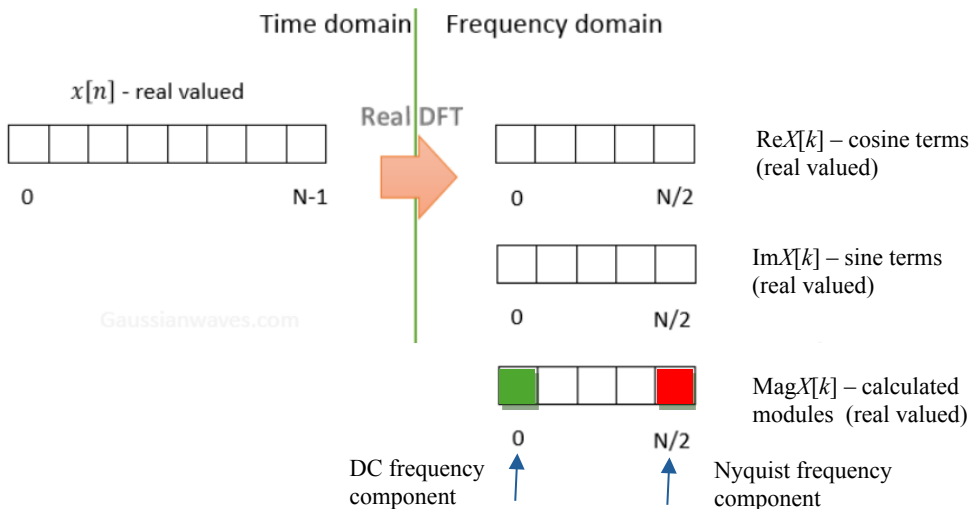 Time domain
Frequency domain
x[n] - real valued
Real DFT
0
N-1
0
N/2
ReX[k] – cosine terms
(real valued)
0
N/2
ImX[k] – sine terms
(real valued)
Gaussianwaves.com
0
N/2
MagX[k] – calculated
modules (real valued)
DC frequency
component
Nyquist frequency
component